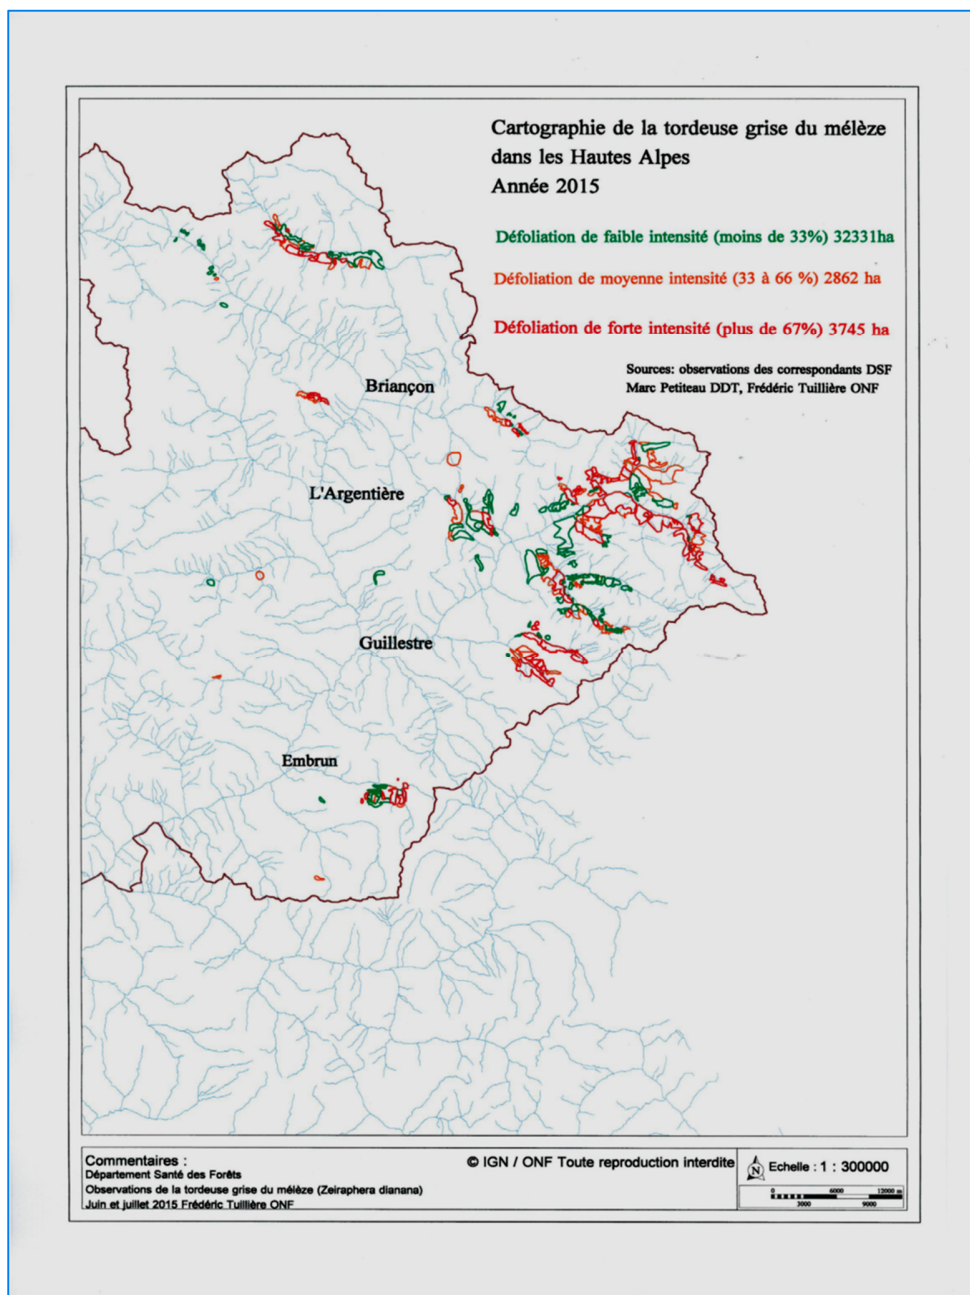 Cartographie de la tordeuse grise du mélèze
dans les Hautes Alpes
Année 2015
Défoliation de faible intensité (moins de 33%) 32331ha
Défoliation de moyenne intensité (33 à 66 %) 2862 ha
Défoliation de forte intensité (plus de 67%) 3745 ha
Sources: observations des correspondants DSF
Marc Petiteau DDT, Frédéric Tuillière ONF
Briançon
L'Argentière
Guillestre
Embrun
Commentaires :
Département Santé des Forêts
Observations de la tordeuse grise du mélèze (Zeiraphera dianana)
Juin et juillet 2015 Frédéric Tuillière ONF
© IGN / ONF Toute reproduction interdite
N
Echelle : 1 : 300000
0 6000 12000 m
3000 9000